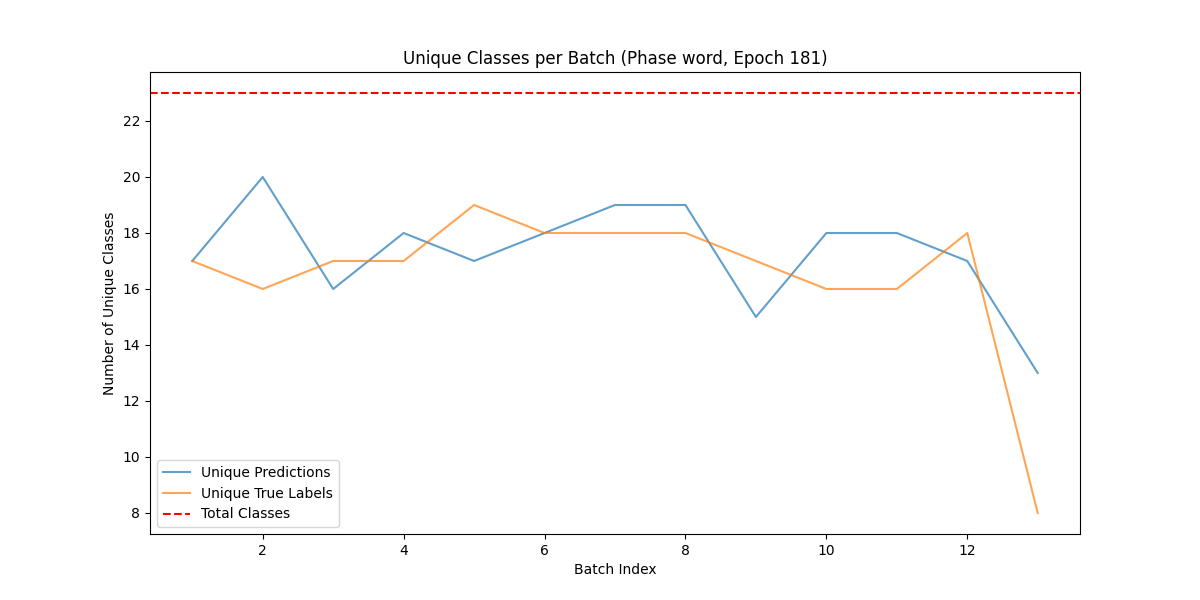 Unique Classes per Batch (Phase word, Epoch 181)
Number of Unique Classes
22
20
18
16
14
12
10
8
Unique Predictions
Unique True Labels
Total Classes
2 4 6 8 10 12
Batch Index